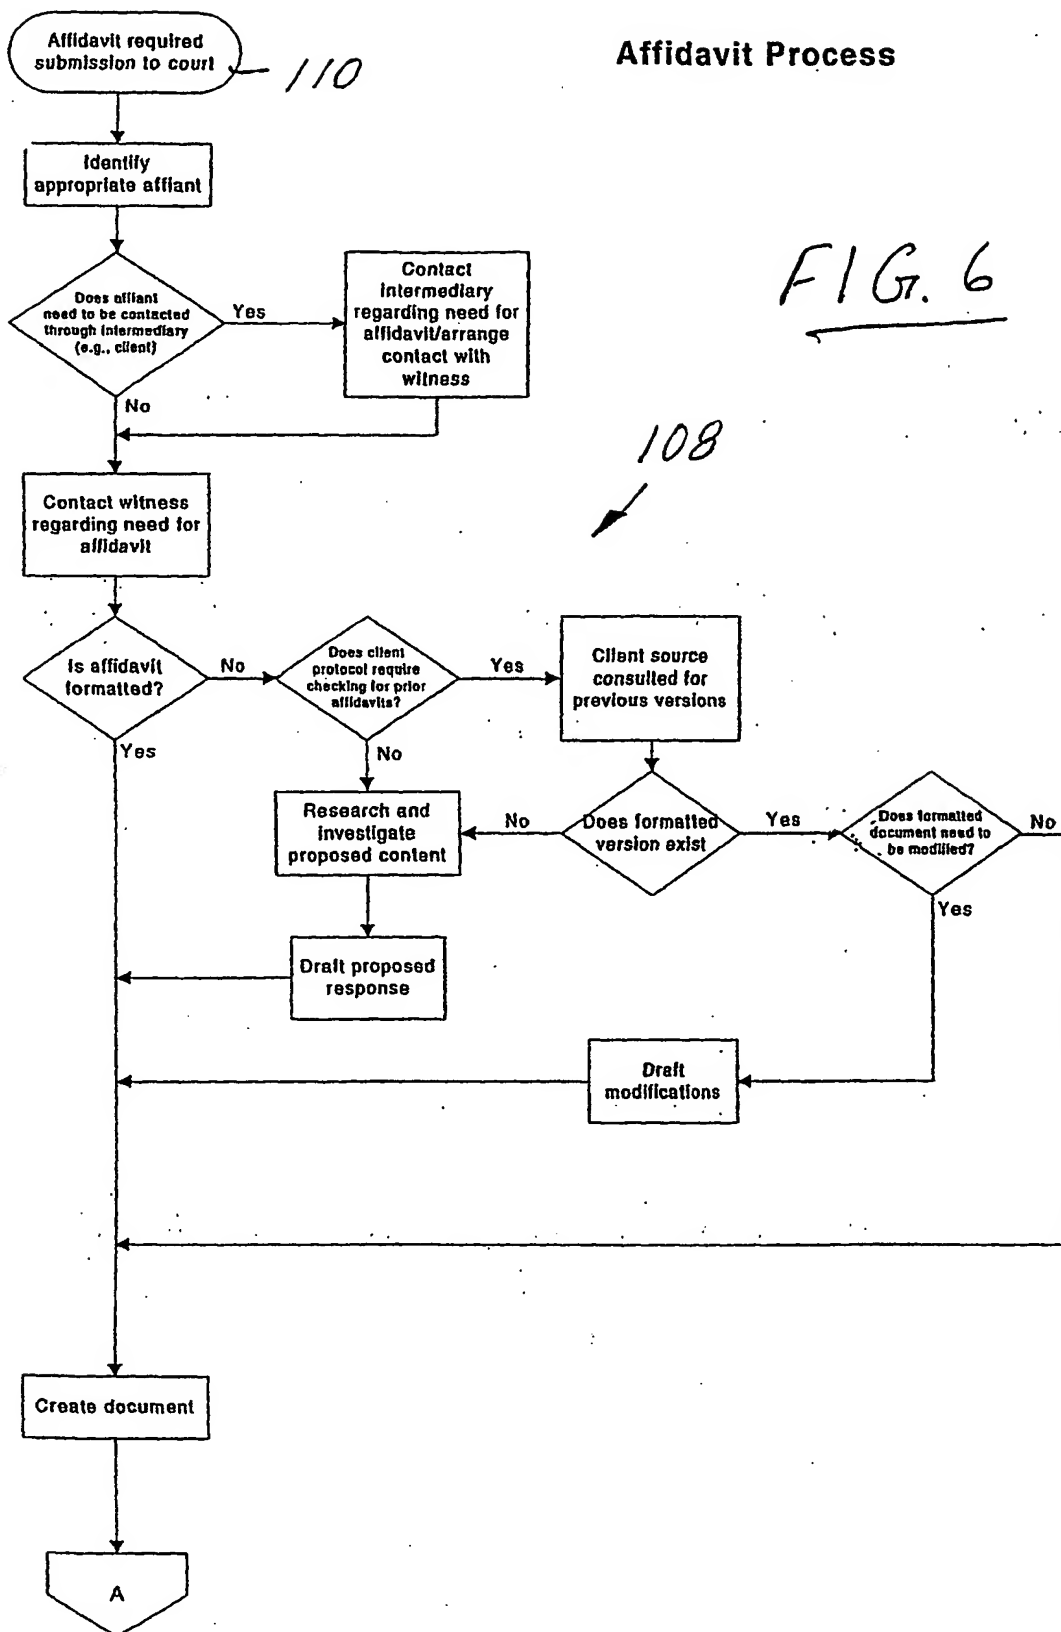 Affidavit required
submission to court
110
Affidavit Process
Identify
appropriate affiant
FIG. 6
Does affiant
need to be contacted
through intermediary
(e.g., client)
Yes
Contact
intermediary
regarding need for
affidavit/arrange
contact with
witness
No
108
Contact witness
regarding need for
affidavit
Is affidavit
formatted?
No
Does client
protocol require
checking for prior
affidavits?
Yes
Client source
consulted for
previous versions
Yes
No
Research and
investigate
proposed content
No
Does formatted
version exist
Yes
Does formatted
document need to
be modified?
No
Yes
Draft proposed
response
Draft
modifications
Create document
A